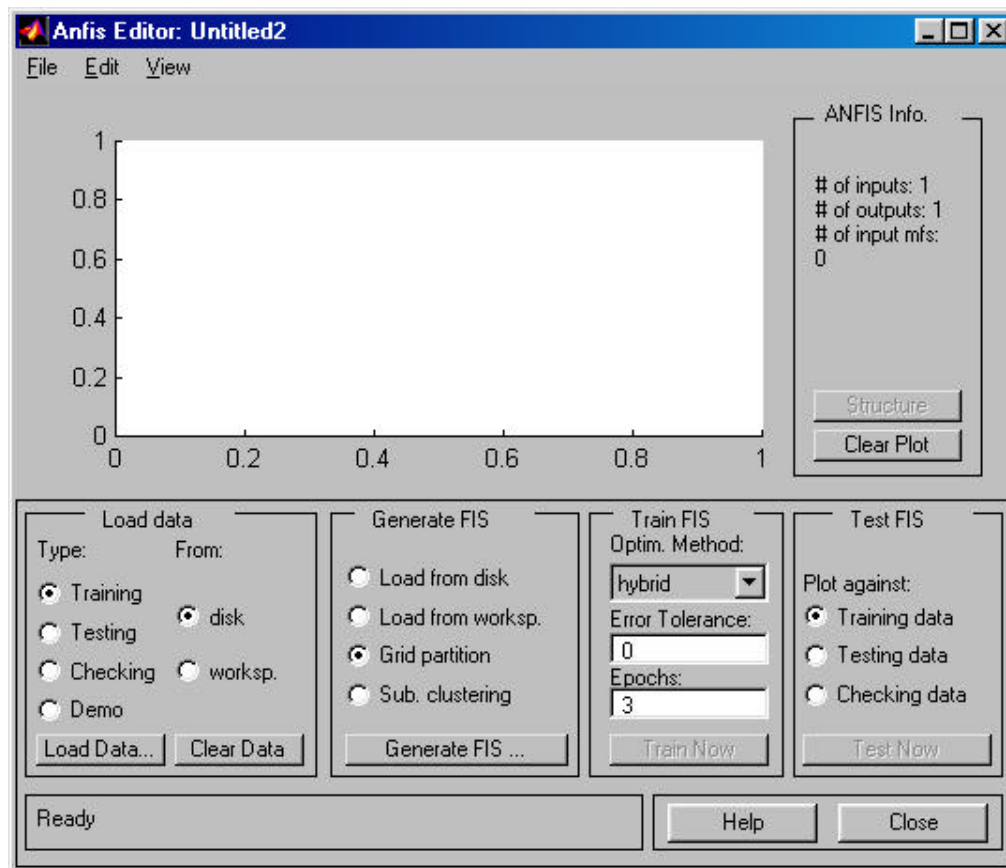 Anfis Editor: Untitled2
File Edit View
ANFIS Info.
# of inputs: 1
# of outputs: 1
# of input mfs:
0
Structure
Clear Plot
1
0.8
0.6
0.4
0.2
0
0 0.2 0.4 0.6 0.8 1
Load data
Type: From:
Training
disk
Testing
Checking
worksp.
Demo
Load Data... Clear Data
Generate FIS
Load from disk
Load from worksp.
Grid partition
Sub. clustering
Generate FIS ...
Train FIS
Optim. Method:
hybrid
Error Tolerance:
0
Epochs:
3
Train Now
Test FIS
Plot against:
Training data
Testing data
Checking data
Test Now
Ready
Help Close